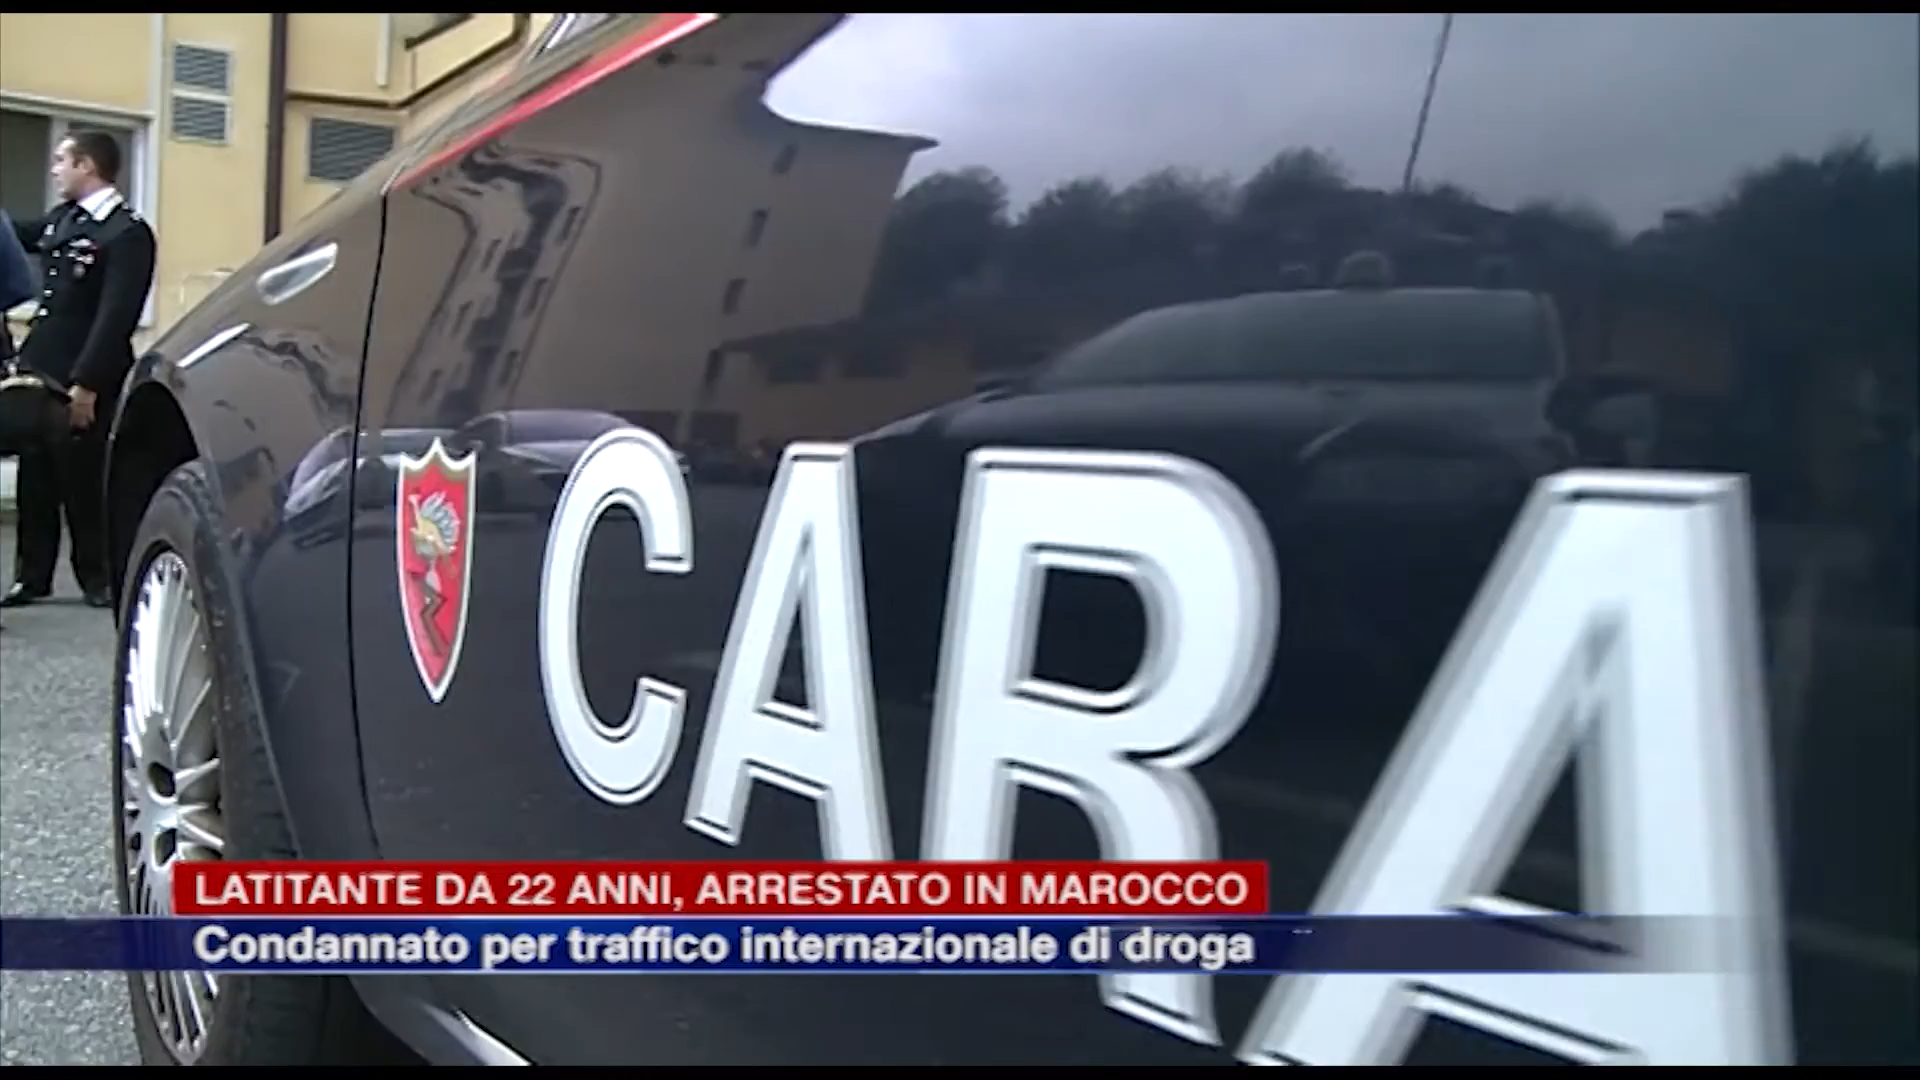 CARA
LATITANTE DA 22 ANNI, ARRESTATO IN MAROCCO
Condannato per traffico internazionale di droga